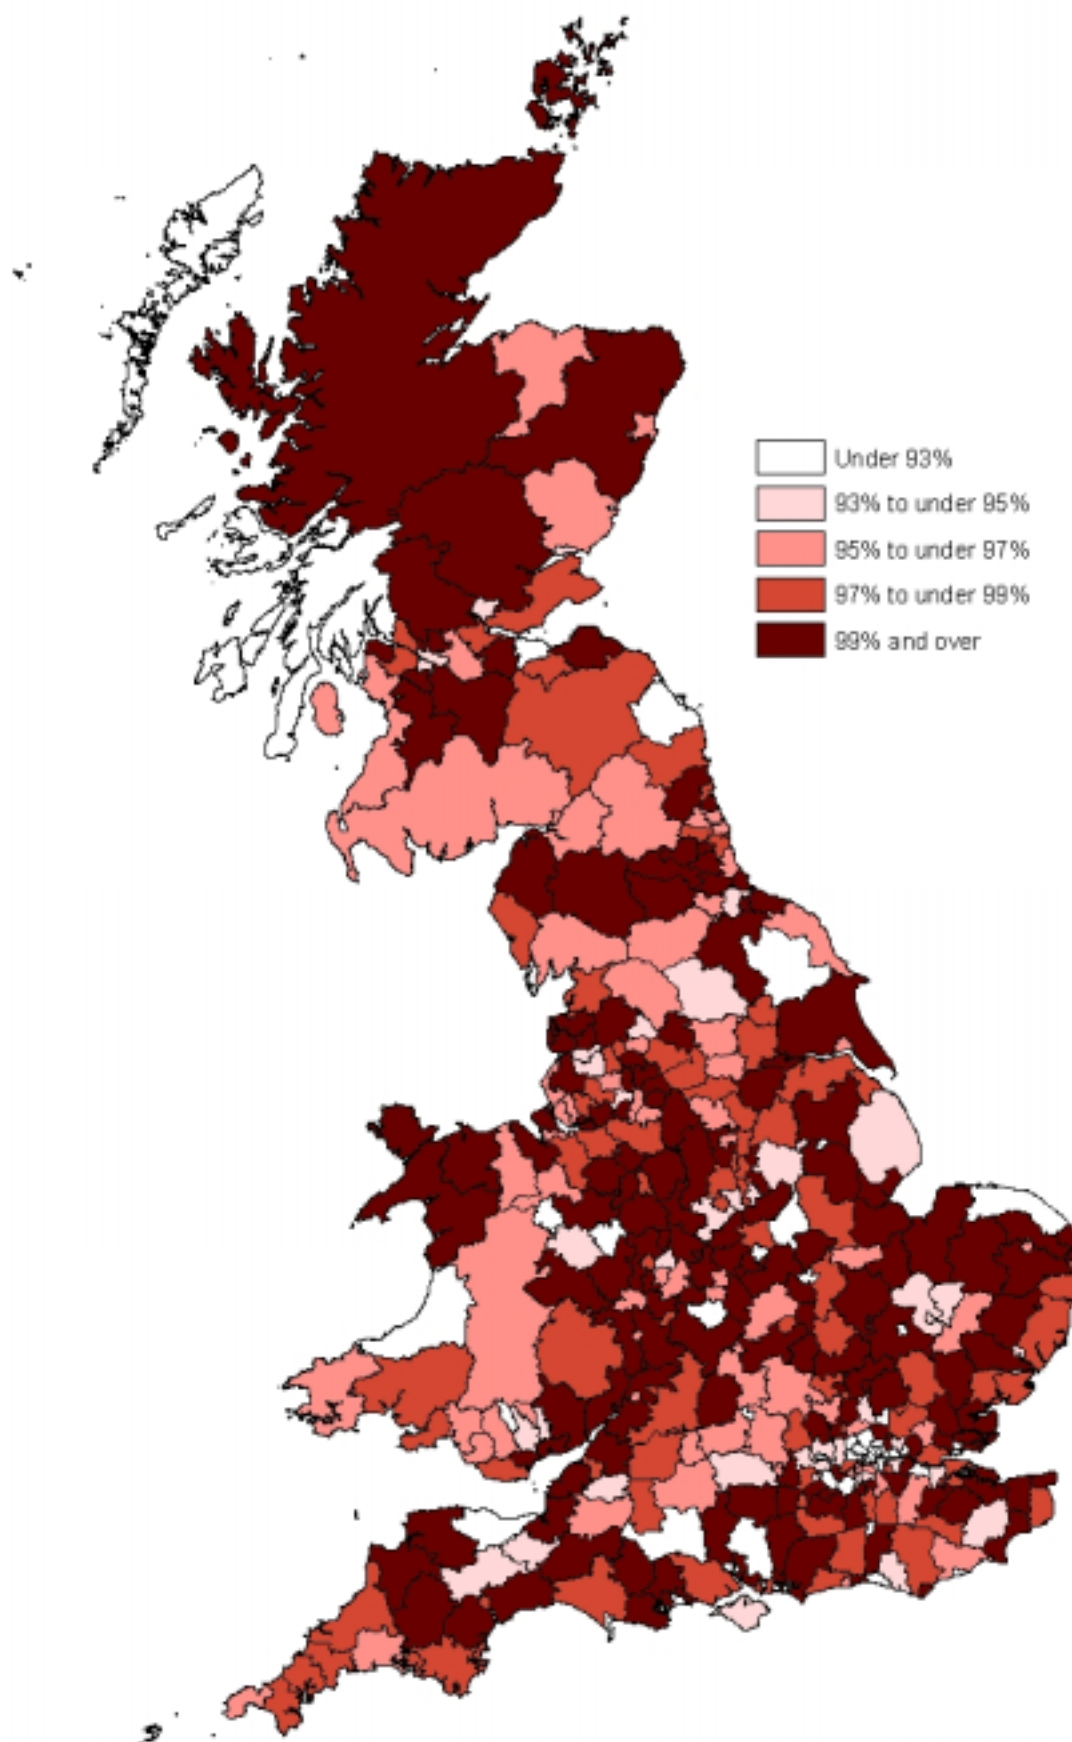 Under 93%
93% to under 95%
95% to under 97%
97% to under 99%
99% and over